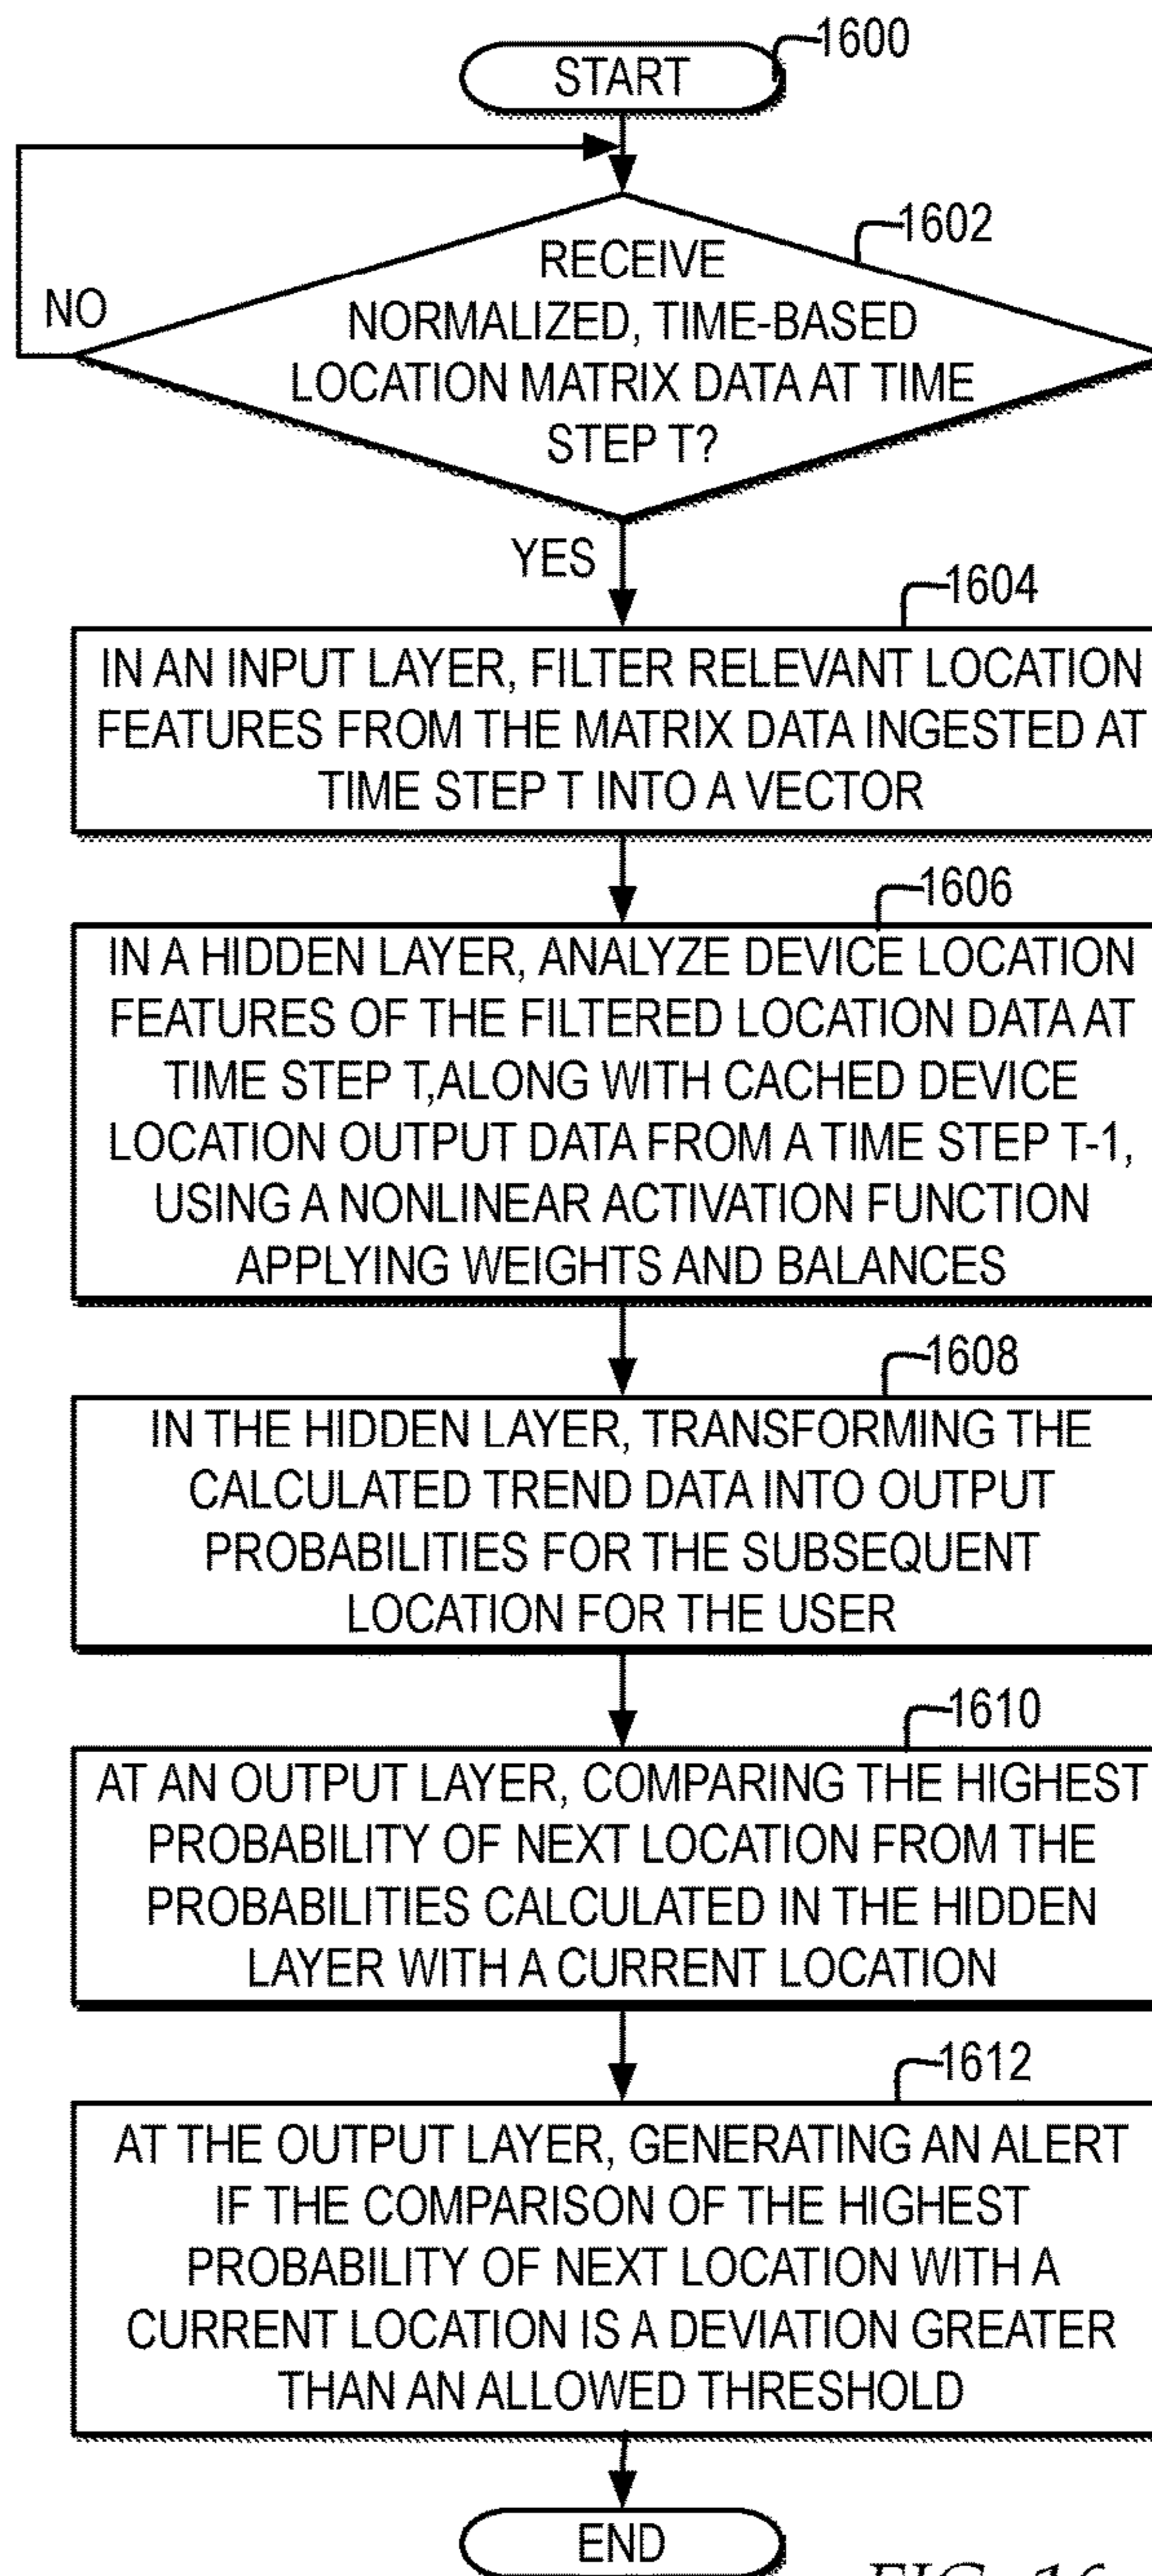 START
1600
1602
RECEIVE
NORMALIZED, TIME-BASED
LOCATION MATRIX DATA AT TIME
STEP T?
NO
YES
1604
IN AN INPUT LAYER, FILTER RELEVANT LOCATION
FEATURES FROM THE MATRIX DATA INGESTED AT
TIME STEP T INTO A VECTOR
1606
IN A HIDDEN LAYER, ANALYZE DEVICE LOCATION
FEATURES OF THE FILTERED LOCATION DATA AT
TIME STEP T,ALONG WITH CACHED DEVICE
LOCATION OUTPUT DATA FROM A TIME STEP T-1,
USING A NONLINEAR ACTIVATION FUNCTION
APPLYING WEIGHTS AND BALANCES
1608
IN THE HIDDEN LAYER, TRANSFORMING THE
CALCULATED TREND DATA INTO OUTPUT
PROBABILITIES FOR THE SUBSEQUENT
LOCATION FOR THE USER
1610
AT AN OUTPUT LAYER, COMPARING THE HIGHEST
PROBABILITY OF NEXT LOCATION FROM THE
PROBABILITIES CALCULATED IN THE HIDDEN
LAYER WITH A CURRENT LOCATION
1612
AT THE OUTPUT LAYER, GENERATING AN ALERT
IF THE COMPARISON OF THE HIGHEST
PROBABILITY OF NEXT LOCATION WITH A
CURRENT LOCATION IS A DEVIATION GREATER
THAN AN ALLOWED THRESHOLD
END
FIG. 16